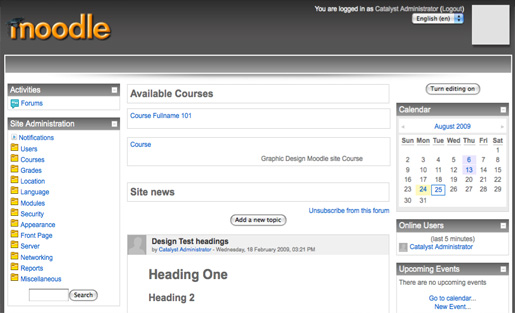 You are logged in as Catalyst Administrator (Logout)
moodle
English (en)
Activities
Forums
Site Administration
Notifications
Users
Courses
Grades
Location
Language
Modules
Security
Appearance
Front Page
Server
Networking
Reports
Miscellaneous
Search
Available Courses
Course Fullname 101
Course
Graphic Design Moodle site Course
Site news
Unsubscribe from this forum
Add a new topic
Design Test headings
by Catalyst Administrator - Wednesday, 18 February 2009, 03:21 PM
Heading One
Heading 2
Turn editing on
Calendar
◄ August 2009 ►
Sun Mon Tue Wed Thu Fri Sat
1
2 3 4 5 6 7 8
9 10 11 12 13 14 15
16 17 18 19 20 21 22
23 24 25 26 27 28 29
30 31
Online Users
(last 5 minutes)
Catalyst Administrator
Upcoming Events
There are no upcoming events
Go to calendar...
New Event...